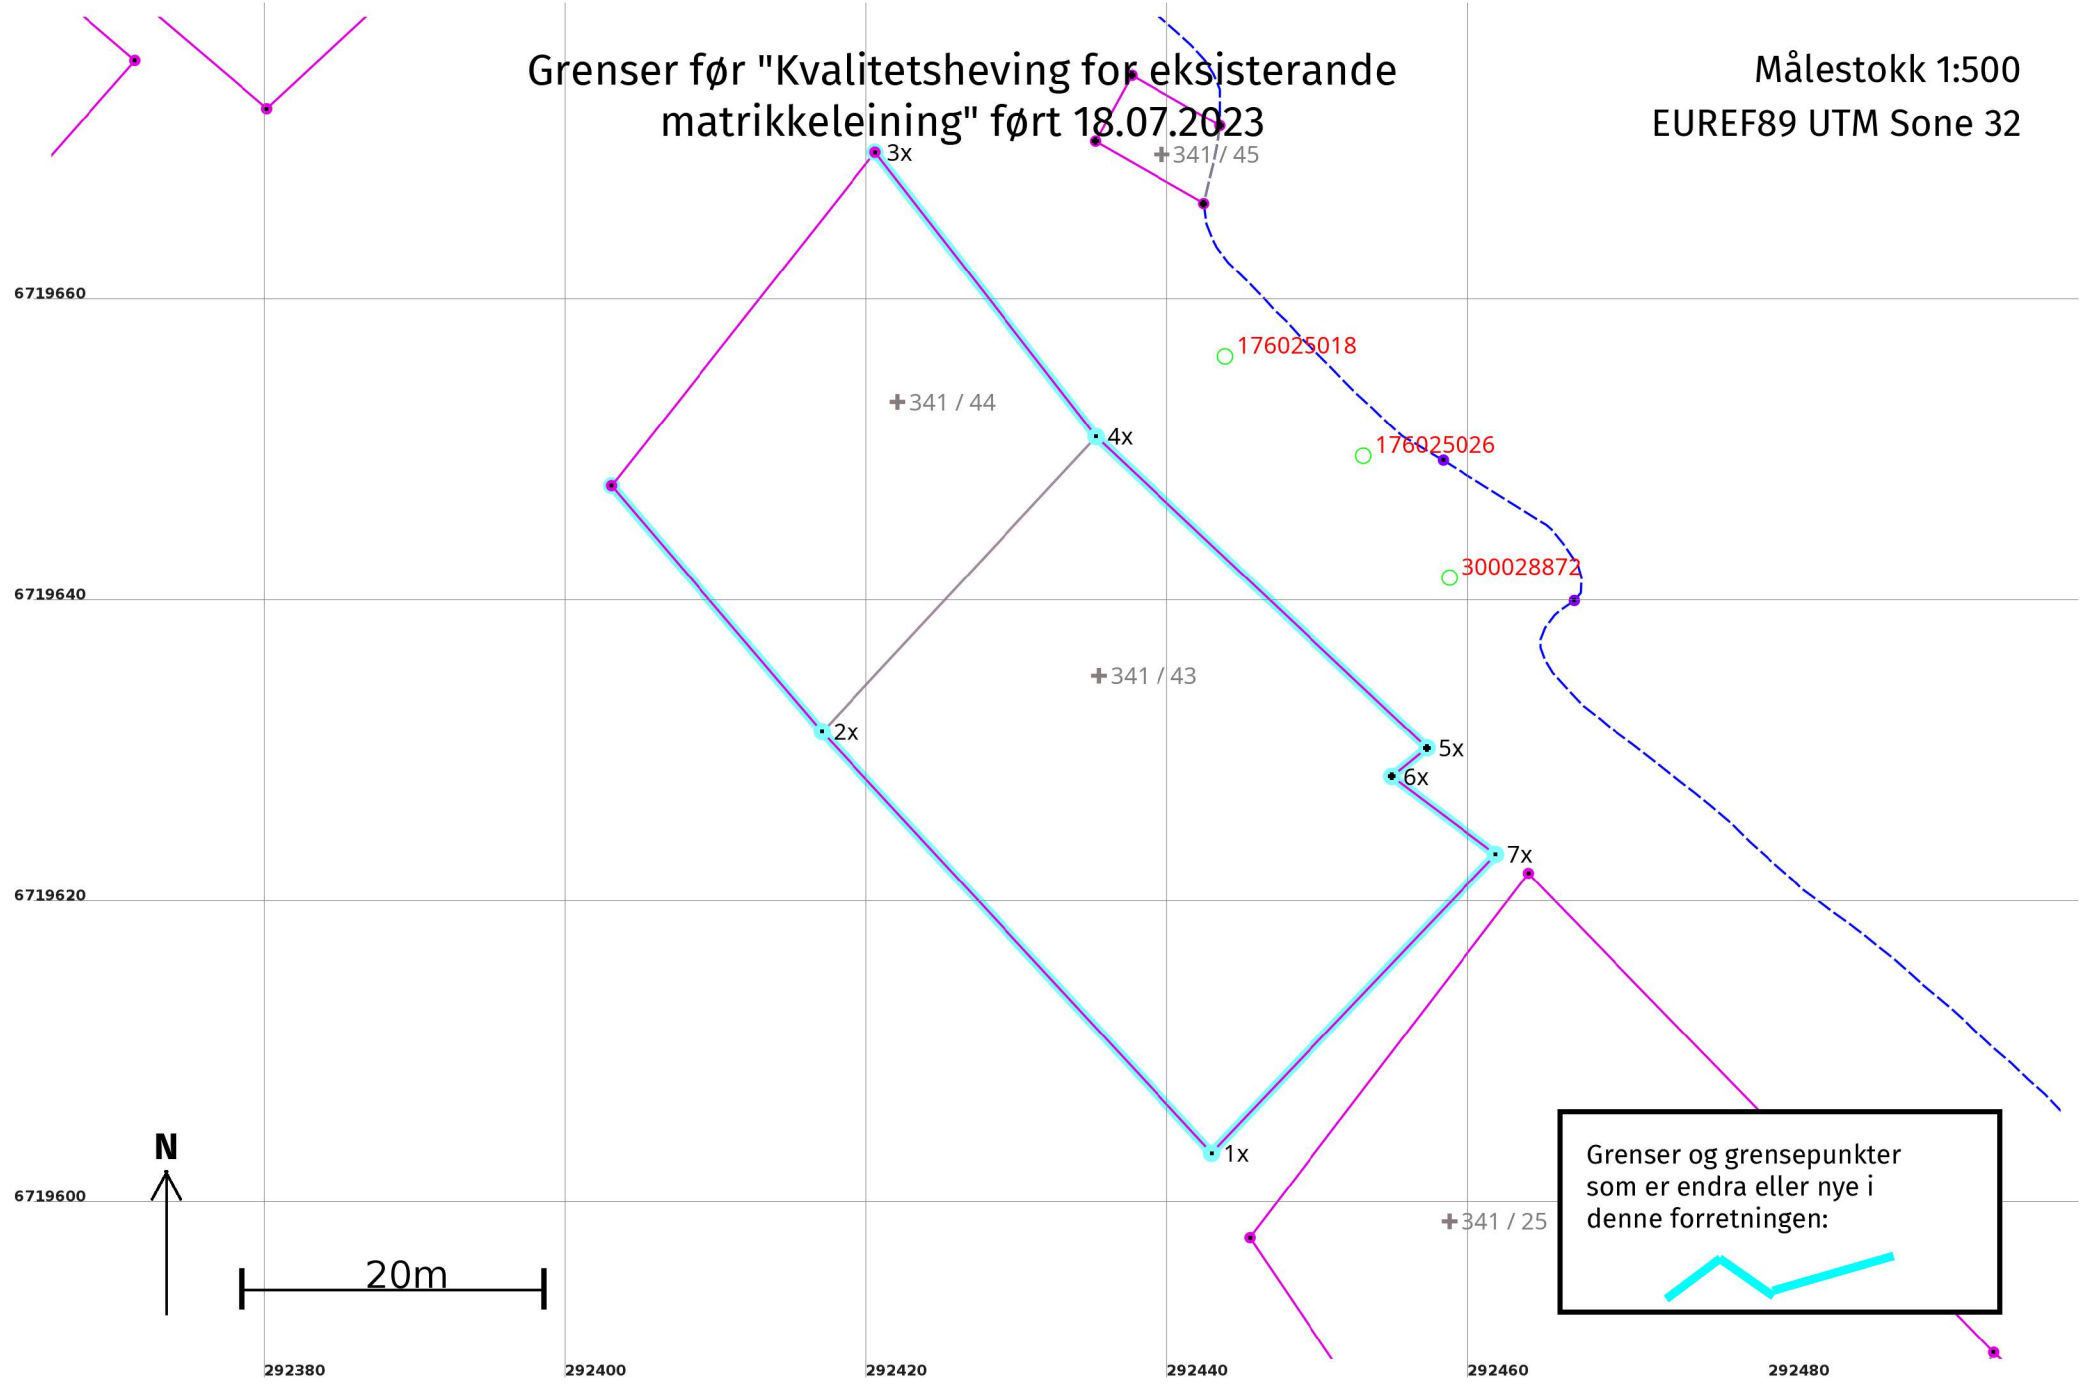 Grenser før "Kvalitetsheving for eksisterande
matrikkeleining" ført 18.07.2023
Målestokk 1:500
EUREF89 UTM Sone 32
3x
341 / 45
6719660
176025018
341 / 44
4x
176025026
300028872
6719640
341 / 43
2x
5x
6x
7x
6719620
N
1x
Grenser og grensepunkter
som er endra eller nye i
denne forretningen:
6719600
341 / 25
20m
292380
292400
292420
292440
292460
292480